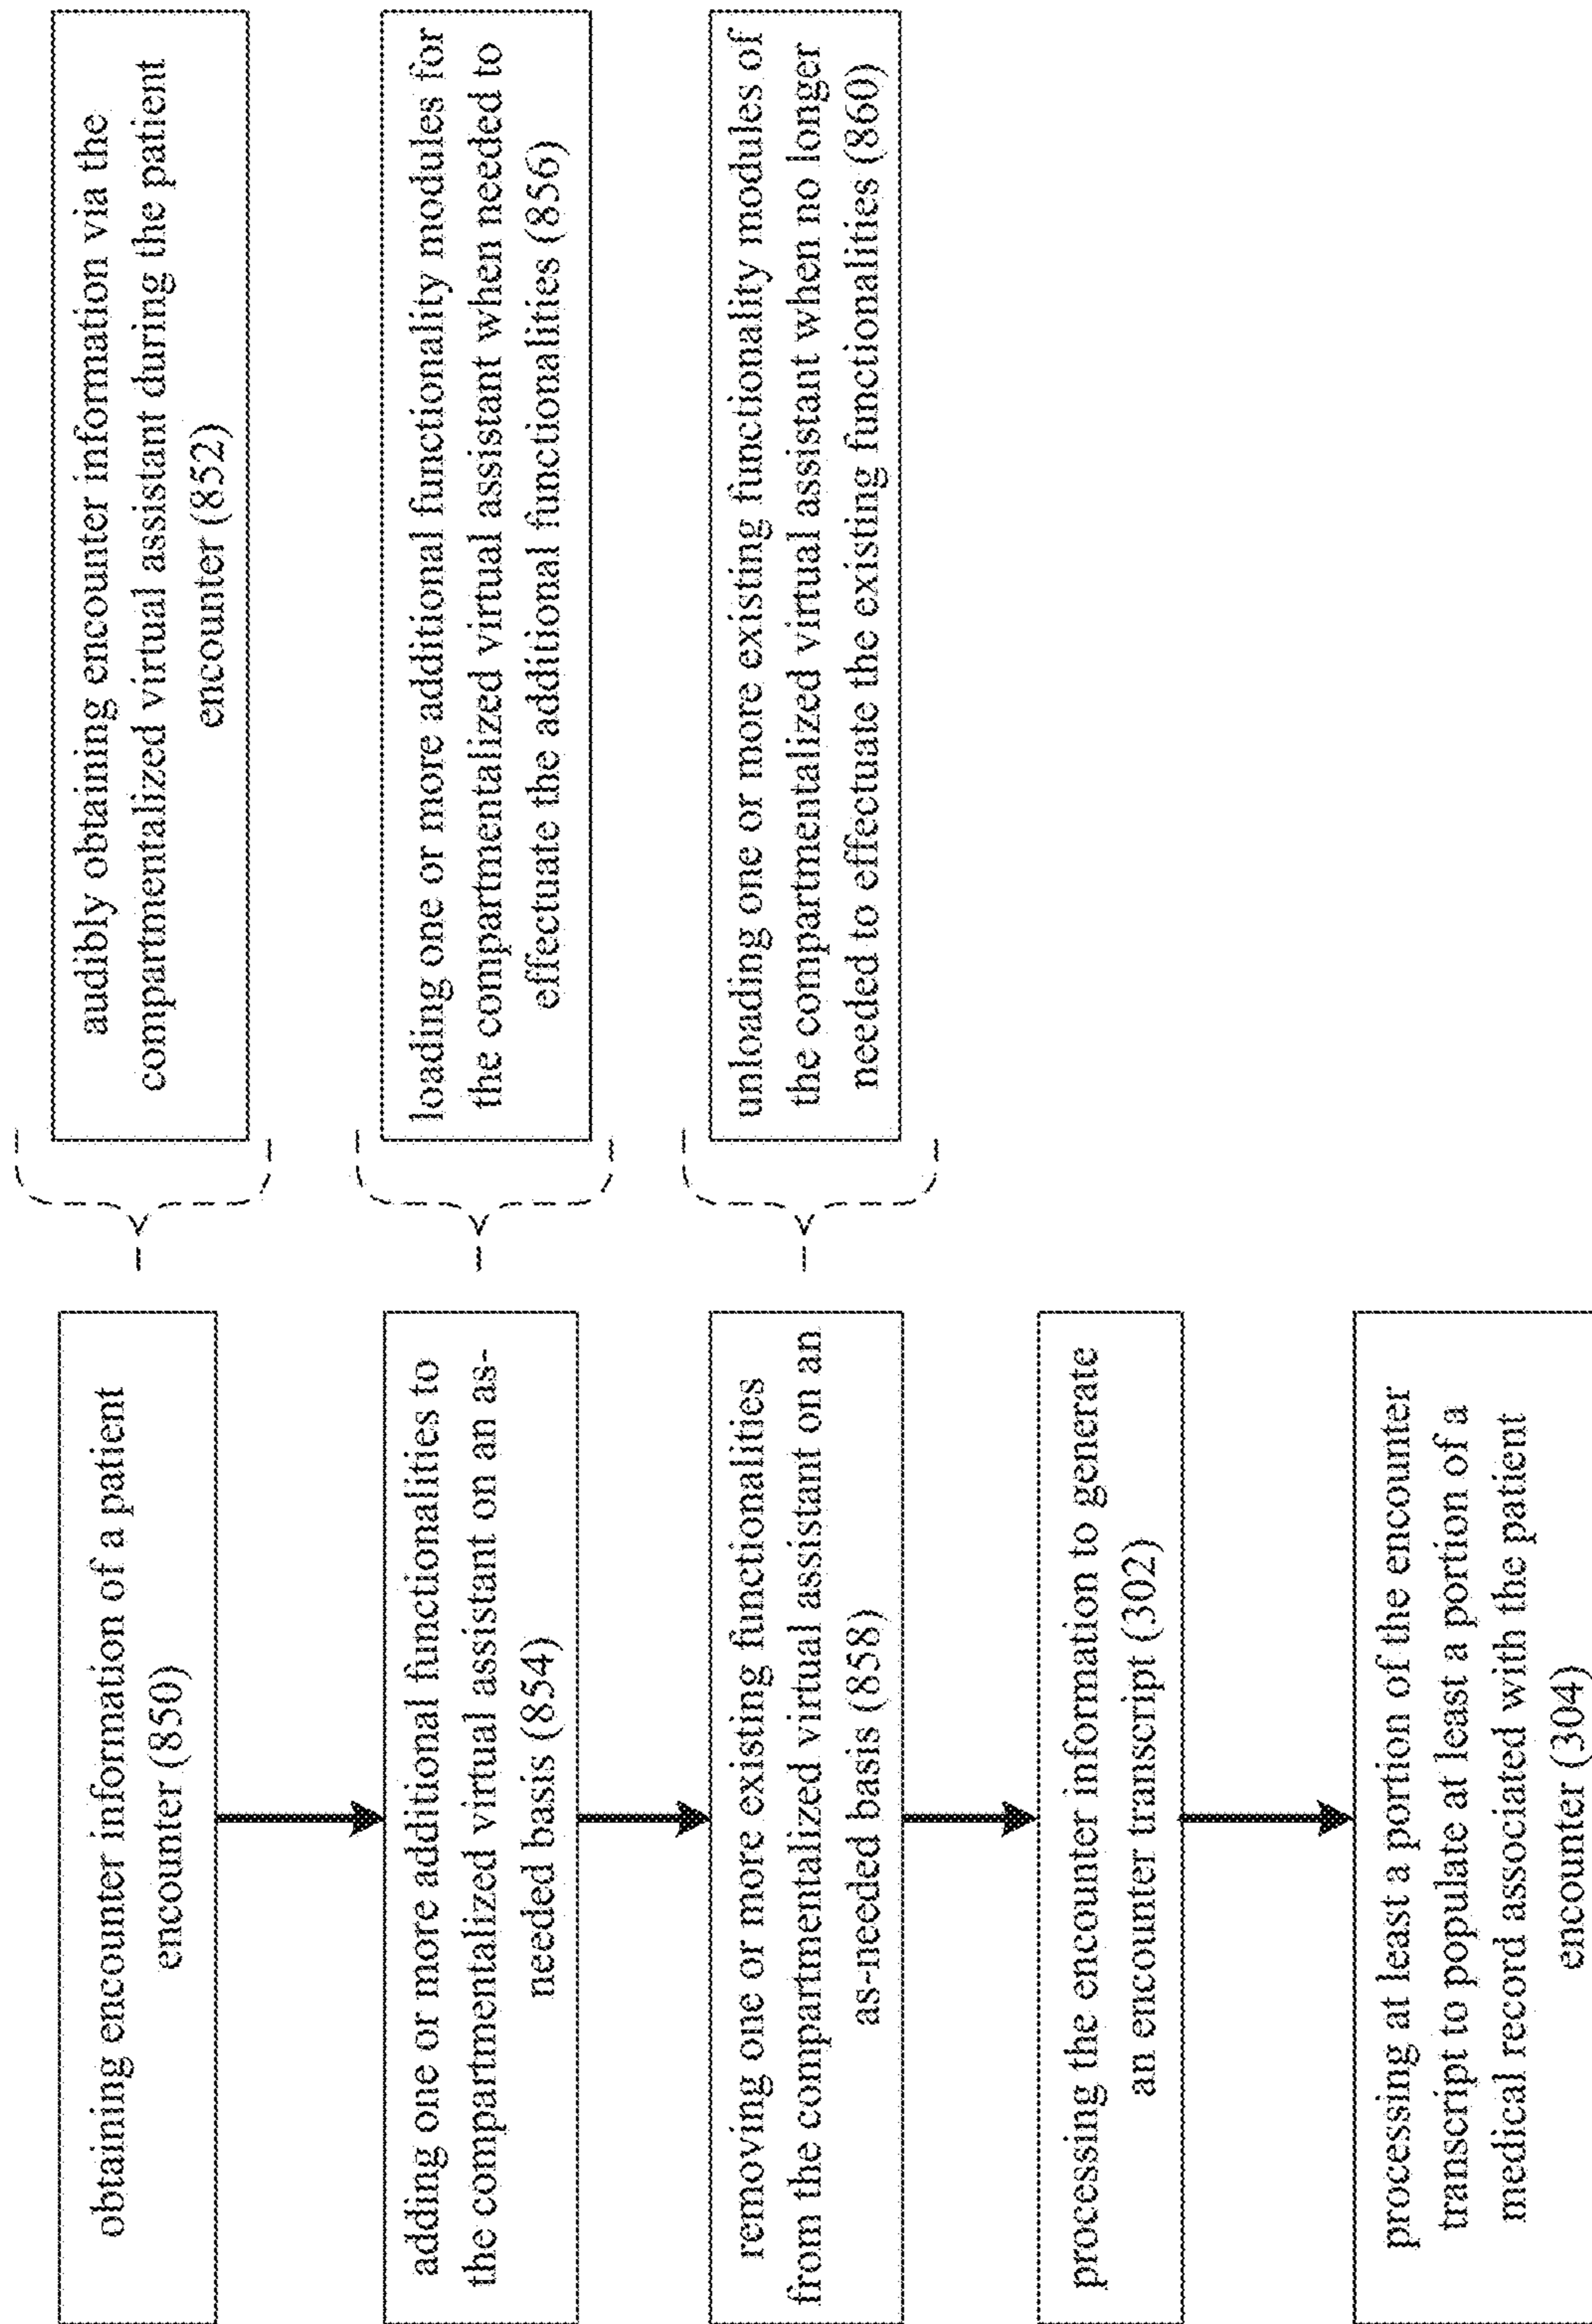 obtaining encounter information of a patient
encounter (850)
audibly obtaining encounter information via the
compartmentalized virtual assistant during the patient
encounter (852)
adding one or more additional functionalities to
the compartmentalized virtual assistant on an as-
needed basis (854)
loading one or more additional functionality modules for
the compartmentalized virtual assistant when needed to
effectuate the additional functionalities (856)
removing one or more existing functionalities
from the compartmentalized virtual assistant on an
as-needed basis (858)
unloading one or more existing functionality modules of
the compartmentalized virtual assistant when no longer
needed to effectuate the existing functionalities (860)
processing the encounter information to generate
an encounter transcript (302)
processing at least a portion of the encounter
transcript to populate at least a portion of a
medical record associated with the patient
encounter (304)